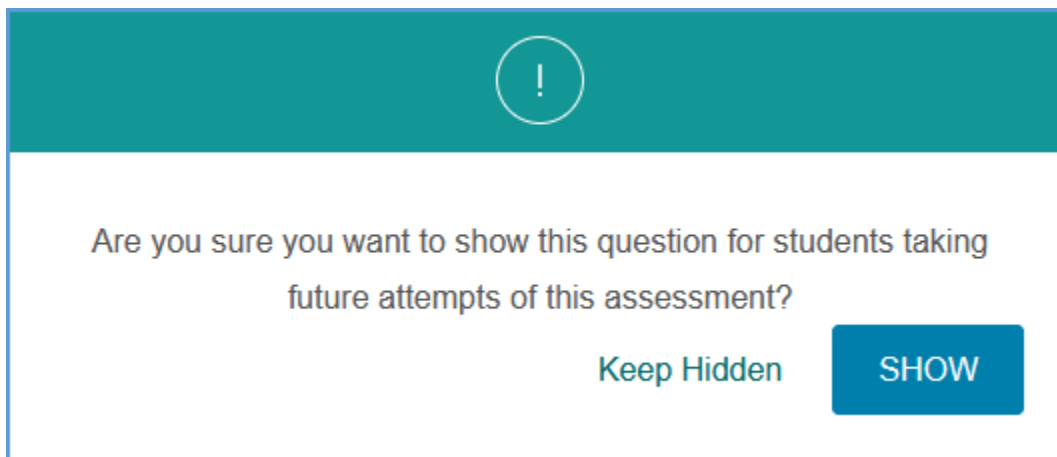 !
Are you sure you want to show this question for students taking
future attempts of this assessment?
Keep Hidden SHOW